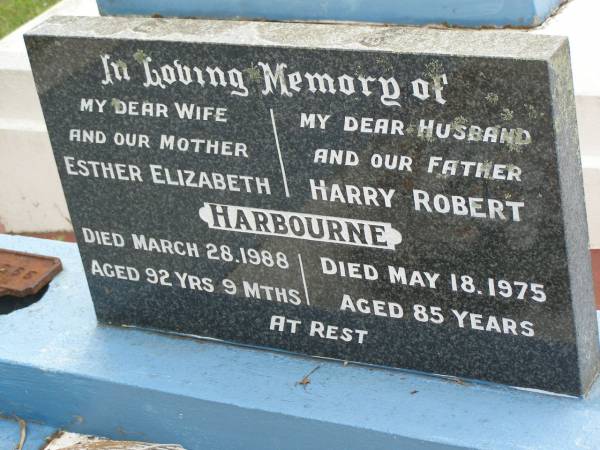 In Loving Memory of
MY DEAR WIFE
AND OUR MOTHER
ESTHER ELIZABETH
MY DEAR HUSBAND
AND OUR FATHER
HARRY ROBERT
HARBOURNE
DIED MARCH 28.1988
AGED 92 YRS 9 MTHS
DIED MAY 18.1975
AGED 85 YEARS
AT REST